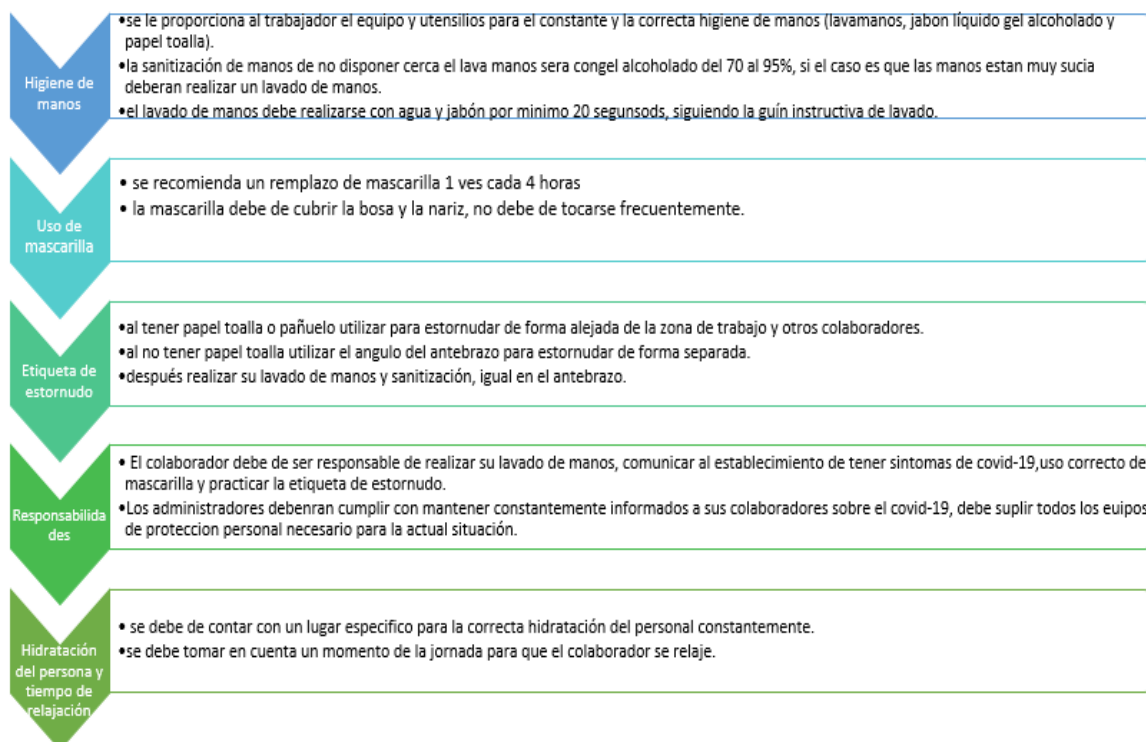 Higiene de
manos
•se le proporciona al trabajador el equipo y utensilios para el constante y la correcta higiene de manos (lavamanos, jabon líquido gel alcoholado y
papel toalla).
•la sanitización de manos de no disponer cerca el lava manos sera congel alcoholado del 70 al 95%, si el caso es que las manos estan muy sucia
deberan realizar un lavado de manos.
•el lavado de manos debe realizarse con agua y jabón por minimo 20 segunsods, siguiendo la guín instructiva de lavado.
Uso de
mascarilla
• se recomienda un remplazo de mascarilla 1 ves cada 4 horas
• la mascarilla debe de cubrir la bosa y la nariz, no debe de tocarse frecuentemente.
Etiqueta de
estornudo
•al tener papel toalla o pañuelo utilizar para estornudar de forma alejada de la zona de trabajo y otros colaboradores.
•al no tener papel toalla utilizar el angulo del antebrazo para estornudar de forma separada.
•después realizar su lavado de manos y sanitización, igual en el antebrazo.
Responsabilida
des
• El colaborador debe de ser responsable de realizar su lavado de manos, comunicar al establecimiento de tener sintomas de covid-19,uso correcto de
mascarilla y practicar la etiqueta de estornudo.
•Los administradores debenran cumplir con mantener constantemente informados a sus colaboradores sobre el covid-19, debe suplir todos los euipos
de proteccion personal necesario para la actual situación.
Hidratación
del persona y
tiempo de
relajación
• se debe de contar con un lugar especifico para la correcta hidratación del personal constantemente.
•se debe tomar en cuenta un momento de la jornada para que el colaborador se relaje.